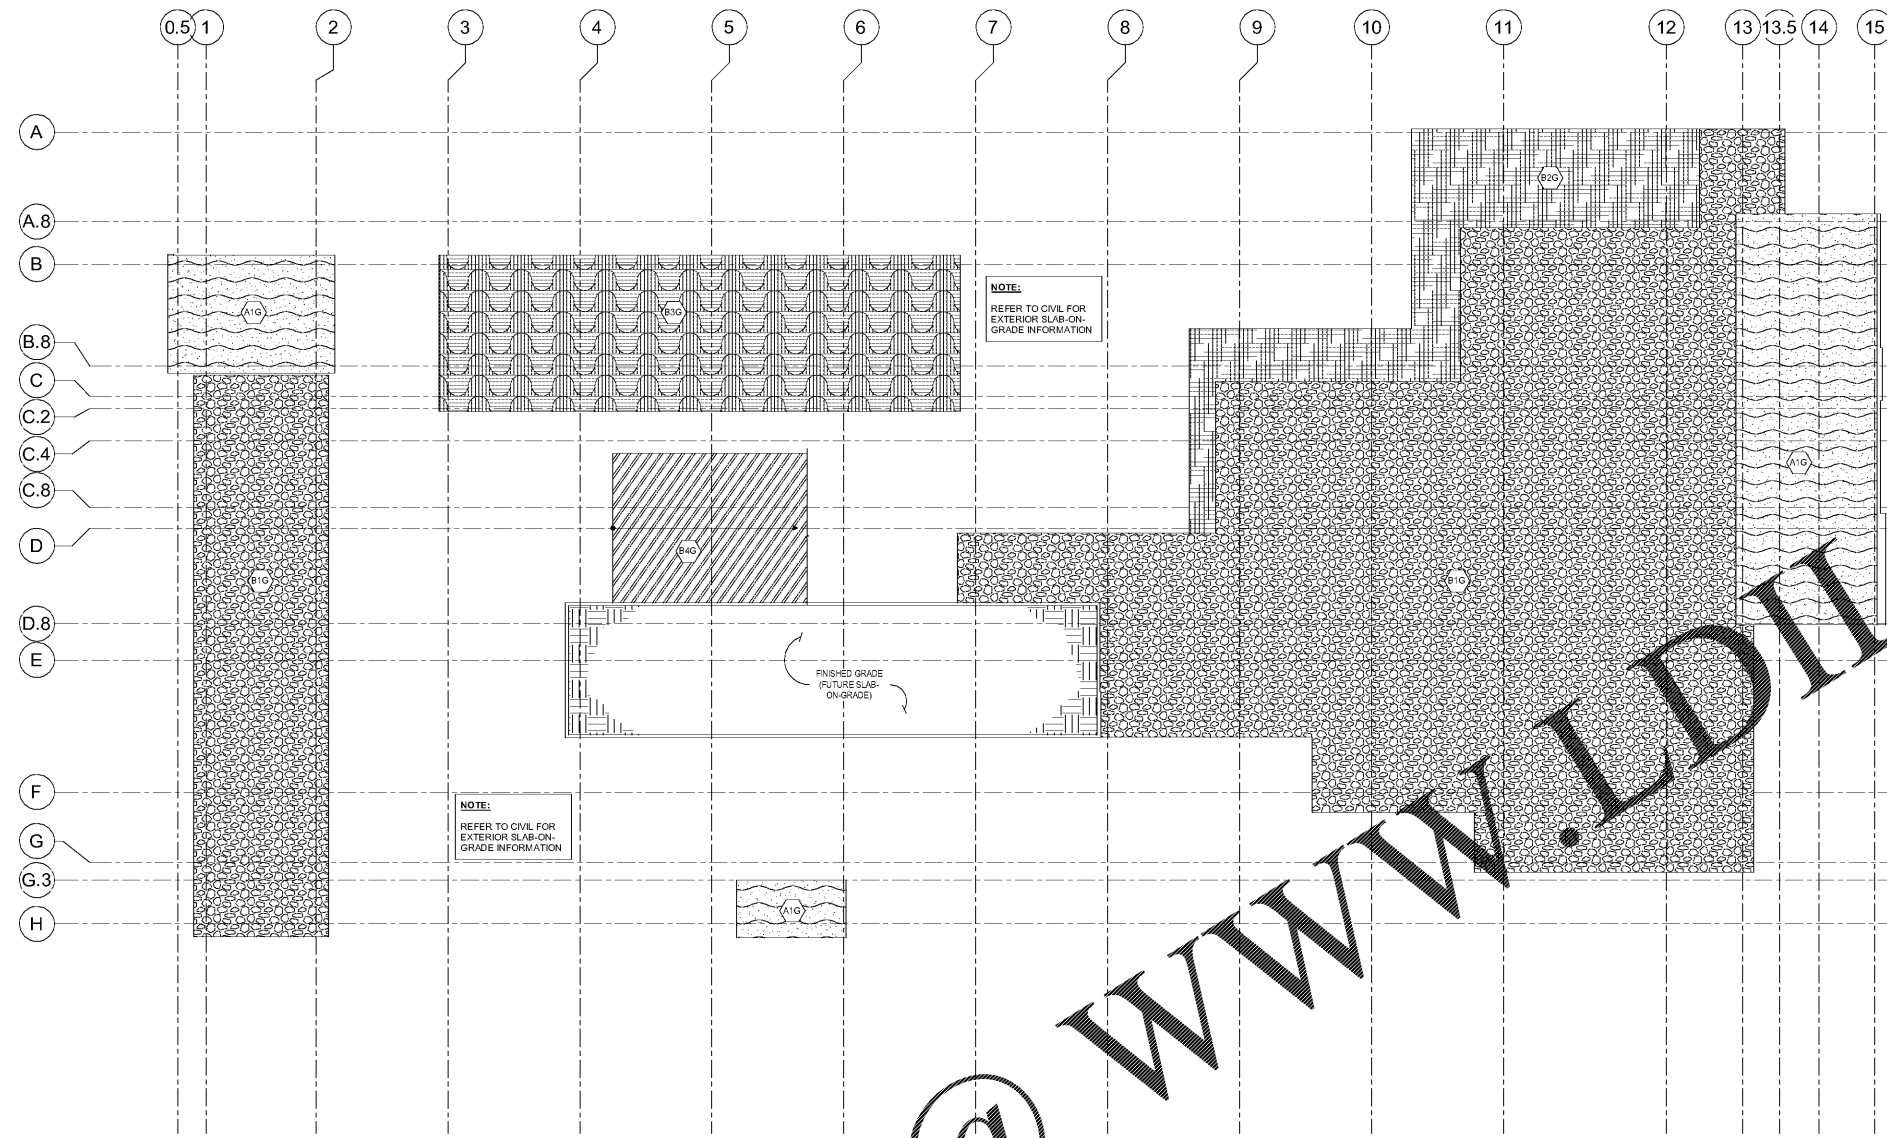 0.5 1 2 3 4 5 6 7 8 9 10 11 12 13 13.5 14 15
A
B2G
A.8
B
A1G
B3G
NOTE:
REFER TO CIVIL FOR
EXTERIOR SLAB-ON-
GRADE INFORMATION
B.8
C
C.2
C.4
A1G
C.8
D
B4G
B1G
B1G
D.8
E
FINISHED GRADE
(FUTURE SLAB-
ON-GRADE)
F
NOTE:
REFER TO CIVIL FOR
EXTERIOR SLAB-ON-
GRADE INFORMATION
G
G.3
A1G
H
@ WWW.LDII